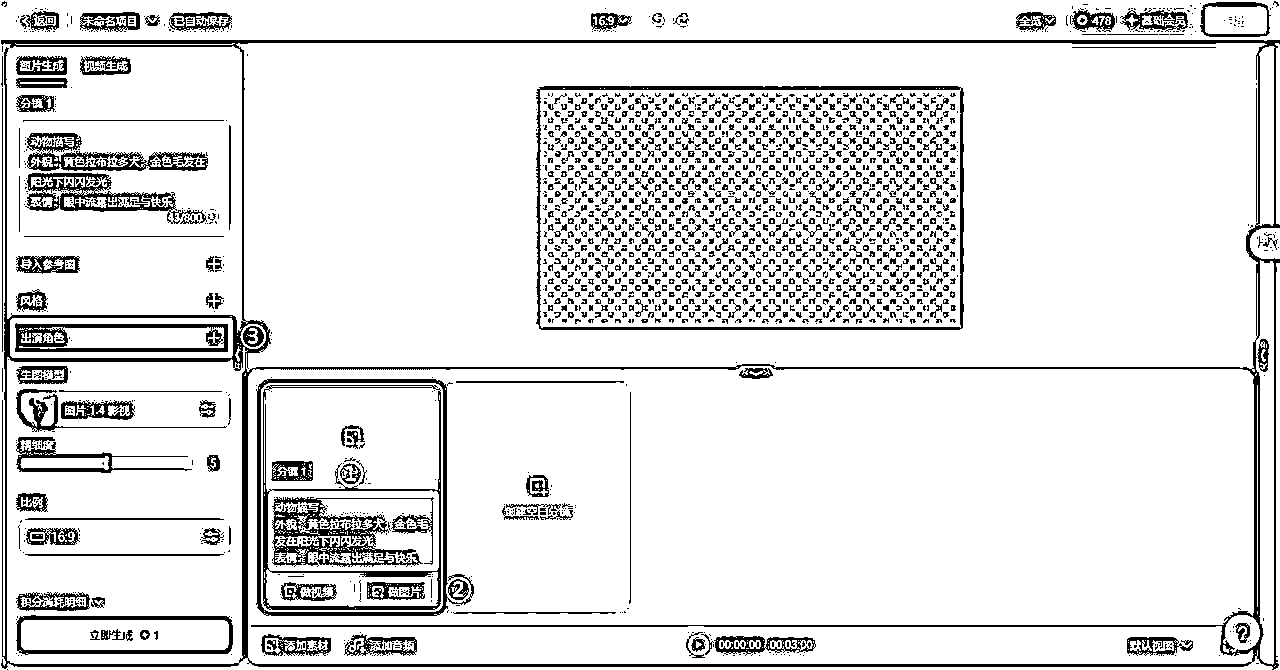 返回 未命名项目 已自动保存
16:9
全览 478 基础会员
图片生成 视频生成
分镜1
动物描写:
外貌:黄色拉布拉多犬,金色毛发在
阳光下闪闪发光
表情:眼中流露出满足与快乐
43/800
导入参考图
风格
出演角色
③
生图模型
图片 1.4 影视
精细度
5
比例
16:9
积分消耗明细
立即生成 1
分镜1
①
动物描写:
外貌:黄色拉布拉多犬,金色毛
发在阳光下闪闪发光
表情:眼中流露出满足与快乐
做视频 做图片
②
创建空白分镜
添加素材 添加音频
00:00:00 / 00:03:00
默认视图
?